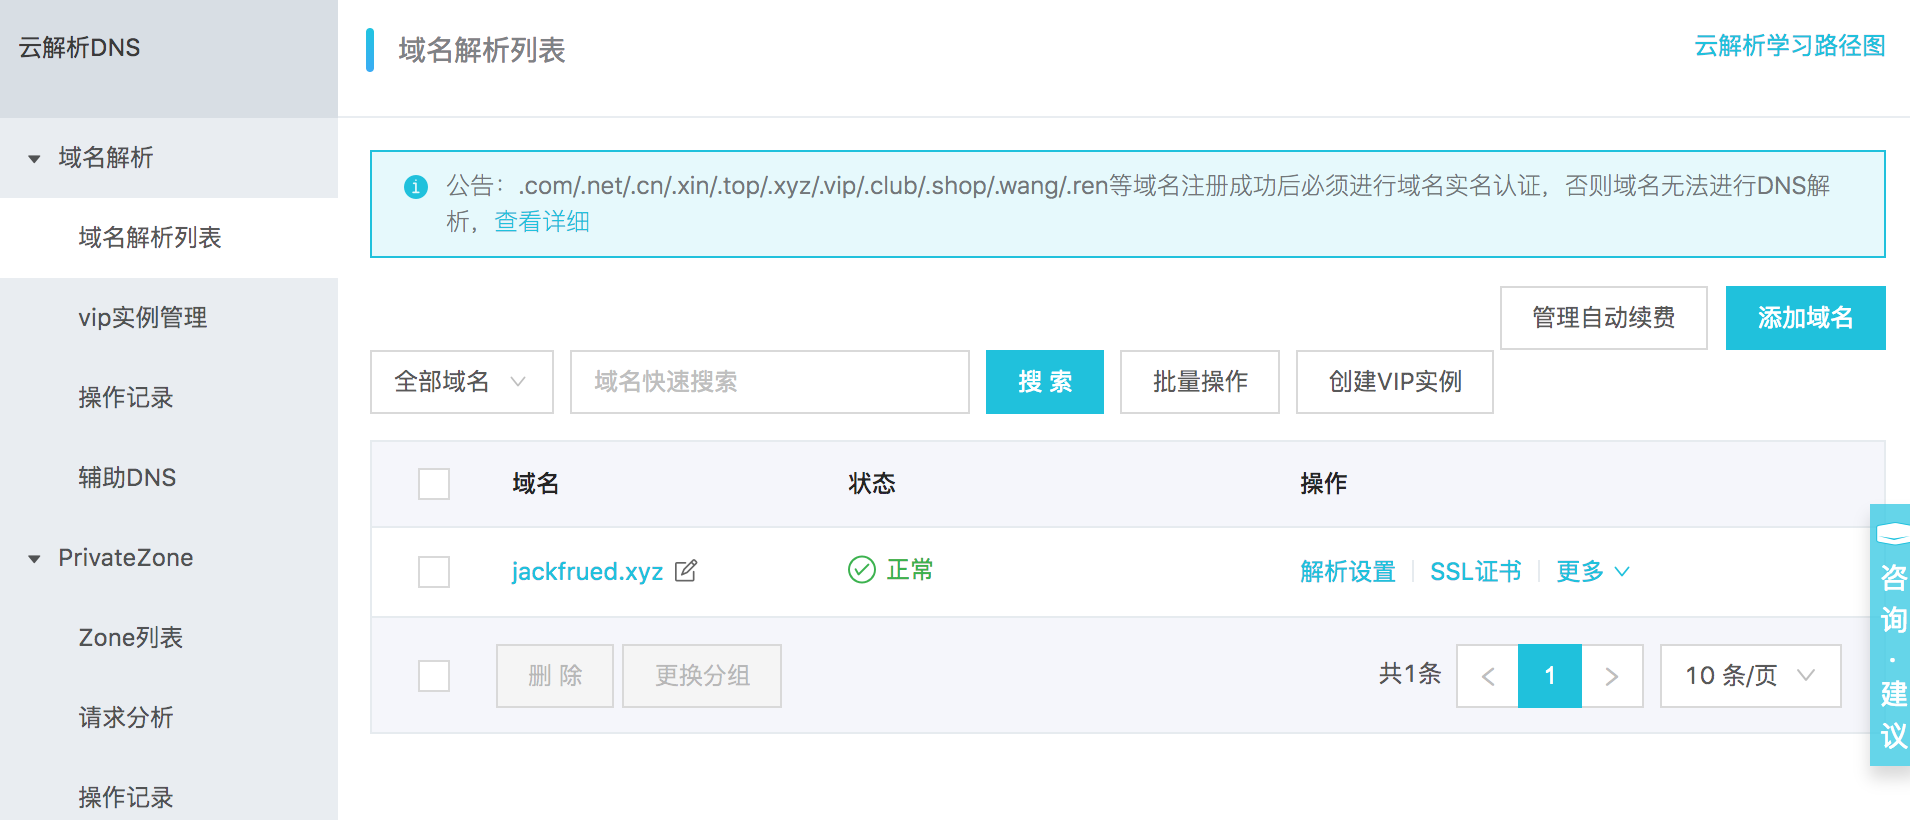 云解析DNS
域名解析
域名解析列表
vip实例管理
操作记录
辅助DNS
PrivateZone
Zone列表
请求分析
操作记录
域名解析列表
云解析学习路径图
公告：.com/.net/.cn/.xin/.top/.xyz/.vip/.club/.shop/.wang/.ren等域名注册成功后必须进行域名实名认证，否则域名无法进行DNS解
析，查看详细
管理自动续费 添加域名
全部域名 域名快速搜索 搜 索 批量操作 创建VIP实例
域名 状态 操作
jackfrued.xyz 正常 解析设置 SSL证书 更多
删 除 更换分组 共1条 < 1 > 10 条/页
咨
询
·
建
议